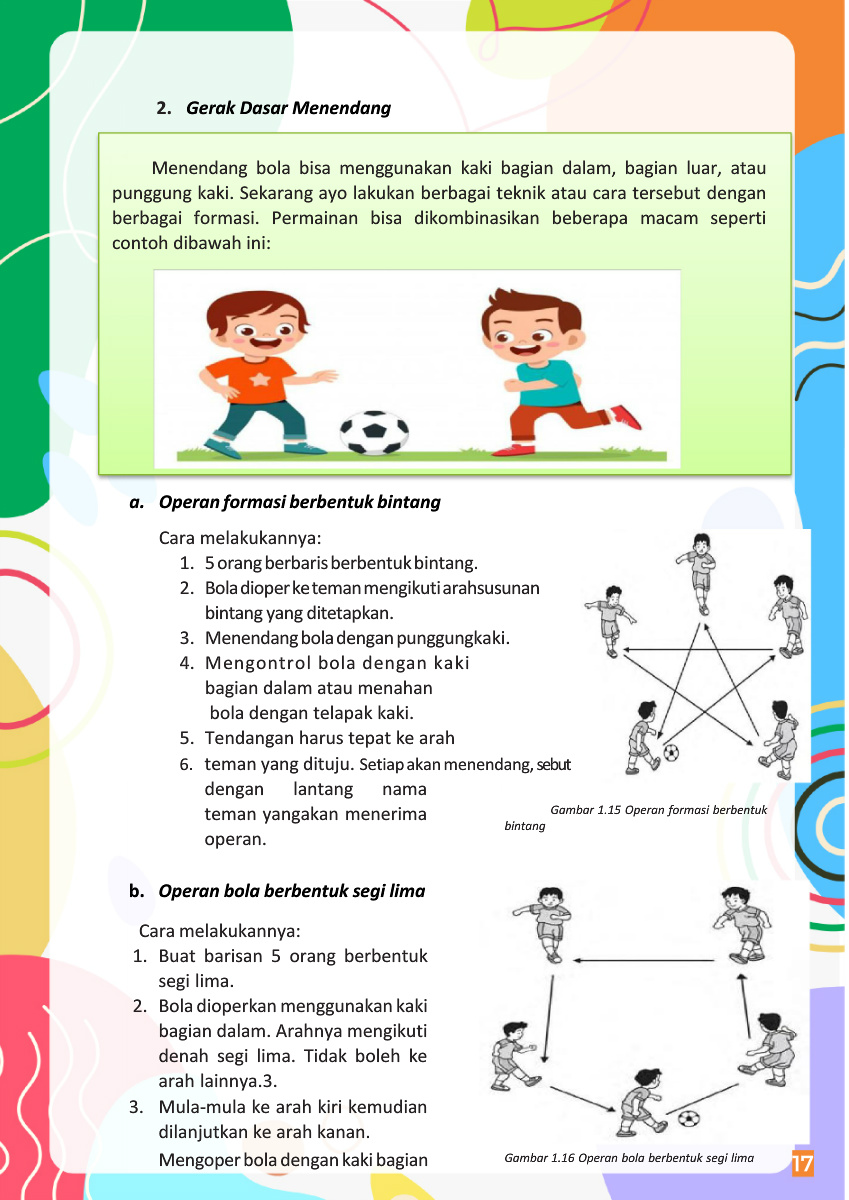 2. Gerak Dasar Menendang
Menendang bola bisa menggunakan kaki bagian dalam, bagian luar, atau
punggung kaki. Sekarang ayo lakukan berbagai teknik atau cara tersebut dengan
berbagai formasi. Permainan bisa dikombinasikan beberapa macam seperti
contoh dibawah ini:
a. Operan formasi berbentuk bintang
Cara melakukannya:
1. 5 orang berbaris berbentuk bintang.
2. Bola dioper ke teman mengikuti arahsusunan
bintang yang ditetapkan.
3. Menendang bola dengan punggungkaki.
4. Mengontrol bola dengan kaki
bagian dalam atau menahan
bola dengan telapak kaki.
5. Tendangan harus tepat ke arah
6. teman yang dituju. Setiap akan menendang, sebut
dengan lantang nama
teman yangakan menerima
operan.
Gambar 1.15 Operan formasi berbentuk
bintang
b. Operan bola berbentuk segi lima
Cara melakukannya:
1. Buat barisan 5 orang berbentuk
segi lima.
2. Bola dioperkan menggunakan kaki
bagian dalam. Arahnya mengikuti
denah segi lima. Tidak boleh ke
arah lainnya.3.
3. Mula-mula ke arah kiri kemudian
dilanjutkan ke arah kanan.
Mengoper bola dengan kaki bagian
Gambar 1.16 Operan bola berbentuk segi lima
17